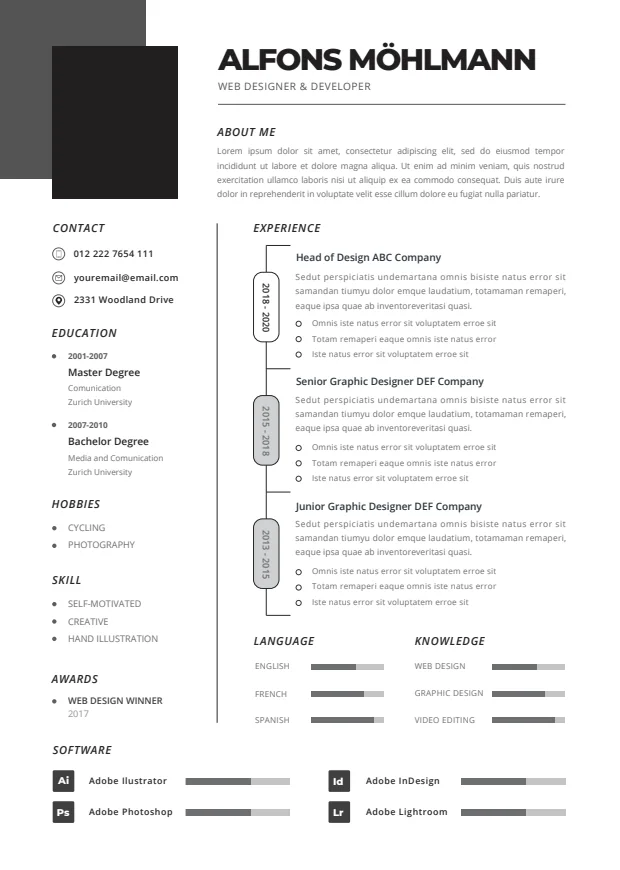 ALFONS MÖHLMANN
WEB DESIGNER & DEVELOPER
ABOUT ME
Lorem ipsum dolor sit amet, consectetur adipiscing elit, sed do eiusmod tempor
incididunt ut labore et dolore magna aliqua. Ut enim ad minim veniam, quis nostrud
exercitation ullamco laboris nisi ut aliquip ex ea commodo consequat. Duis aute irure
dolor in reprehenderit in voluptate velit esse cillum dolore eu fugiat nulla pariatur.
CONTACT
012 222 7654 111
youremail@email.com
2331 Woodland Drive
EDUCATION
2001-2007
Master Degree
Comunication
Zurich University
2007-2010
Bachelor Degree
Media and Comunication
Zurich University
HOBBIES
CYCLING
PHOTOGRAPHY
SKILL
SELF-MOTIVATED
CREATIVE
HAND ILLUSTRATION
AWARDS
WEB DESIGN WINNER
2017
EXPERIENCE
2018 - 2020
Head of Design ABC Company
Sedut perspiciatis undemartana omnis bisiste natus error sit
samandan tiumyu dolor emque laudatium, totamaman remaperi,
eaque ipsa quae ab inventoreveritasi quasi.
Omnis iste natus error sit voluptatem erroe sit
Totam remaperi eaque omnis iste natus error
Iste natus error sit voluptatem erroe sit
2015 - 2018
Senior Graphic Designer DEF Company
Sedut perspiciatis undemartana omnis bisiste natus error sit
samandan tiumyu dolor emque laudatium, totamaman remaperi,
eaque ipsa quae ab inventoreveritasi quasi.
Omnis iste natus error sit voluptatem erroe sit
Totam remaperi eaque omnis iste natus error
Iste natus error sit voluptatem erroe sit
2013 - 2015
Junior Graphic Designer DEF Company
Sedut perspiciatis undemartana omnis bisiste natus error sit
samandan tiumyu dolor emque laudatium, totamaman remaperi,
eaque ipsa quae ab inventoreveritasi quasi.
Omnis iste natus error sit voluptatem erroe sit
Totam remaperi eaque omnis iste natus error
Iste natus error sit voluptatem erroe sit
LANGUAGE
ENGLISH
FRENCH
SPANISH
KNOWLEDGE
WEB DESIGN
GRAPHIC DESIGN
VIDEO EDITING
SOFTWARE
Ai Adobe Ilustrator
Ps Adobe Photoshop
Id Adobe InDesign
Lr Adobe Lightroom